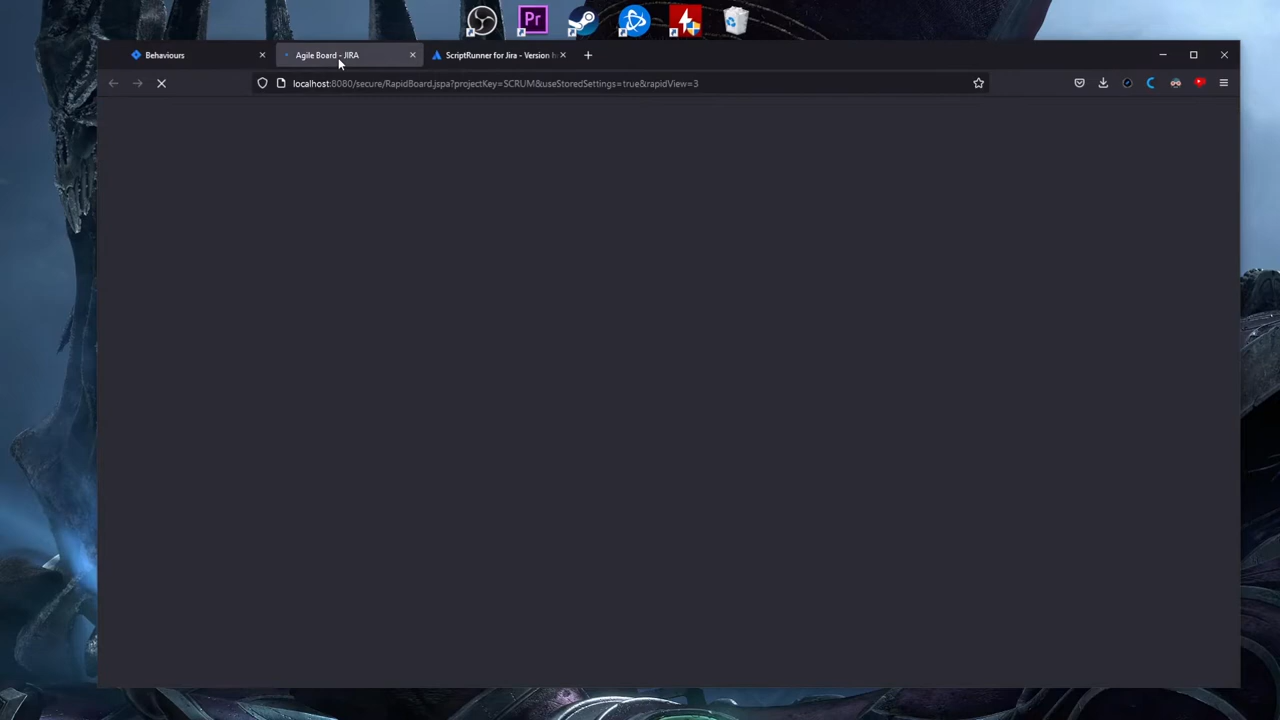 Pr
Behaviours
Agile Board - JIRA
ScriptRunner for Jira - Version h
localhost:8080/secure/RapidBoard.jspa?projectKey=SCRUM&useStoredSettings=true&rapidView=3